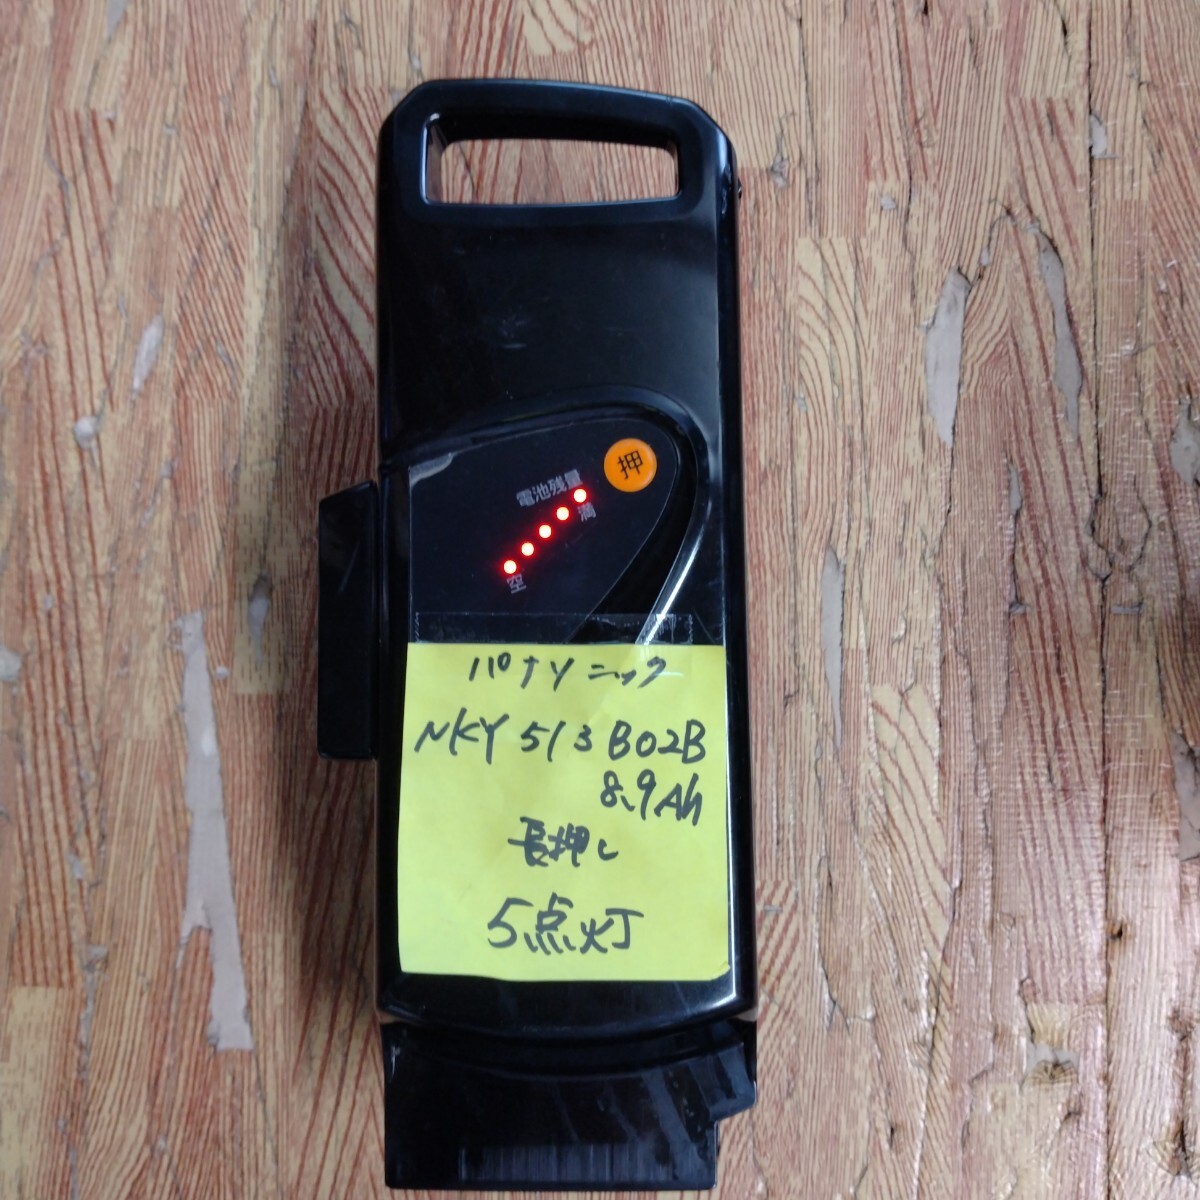 押
電池残量
満
空
パナソニック
NKY513B02B
8.9Ah
長押し
5点灯